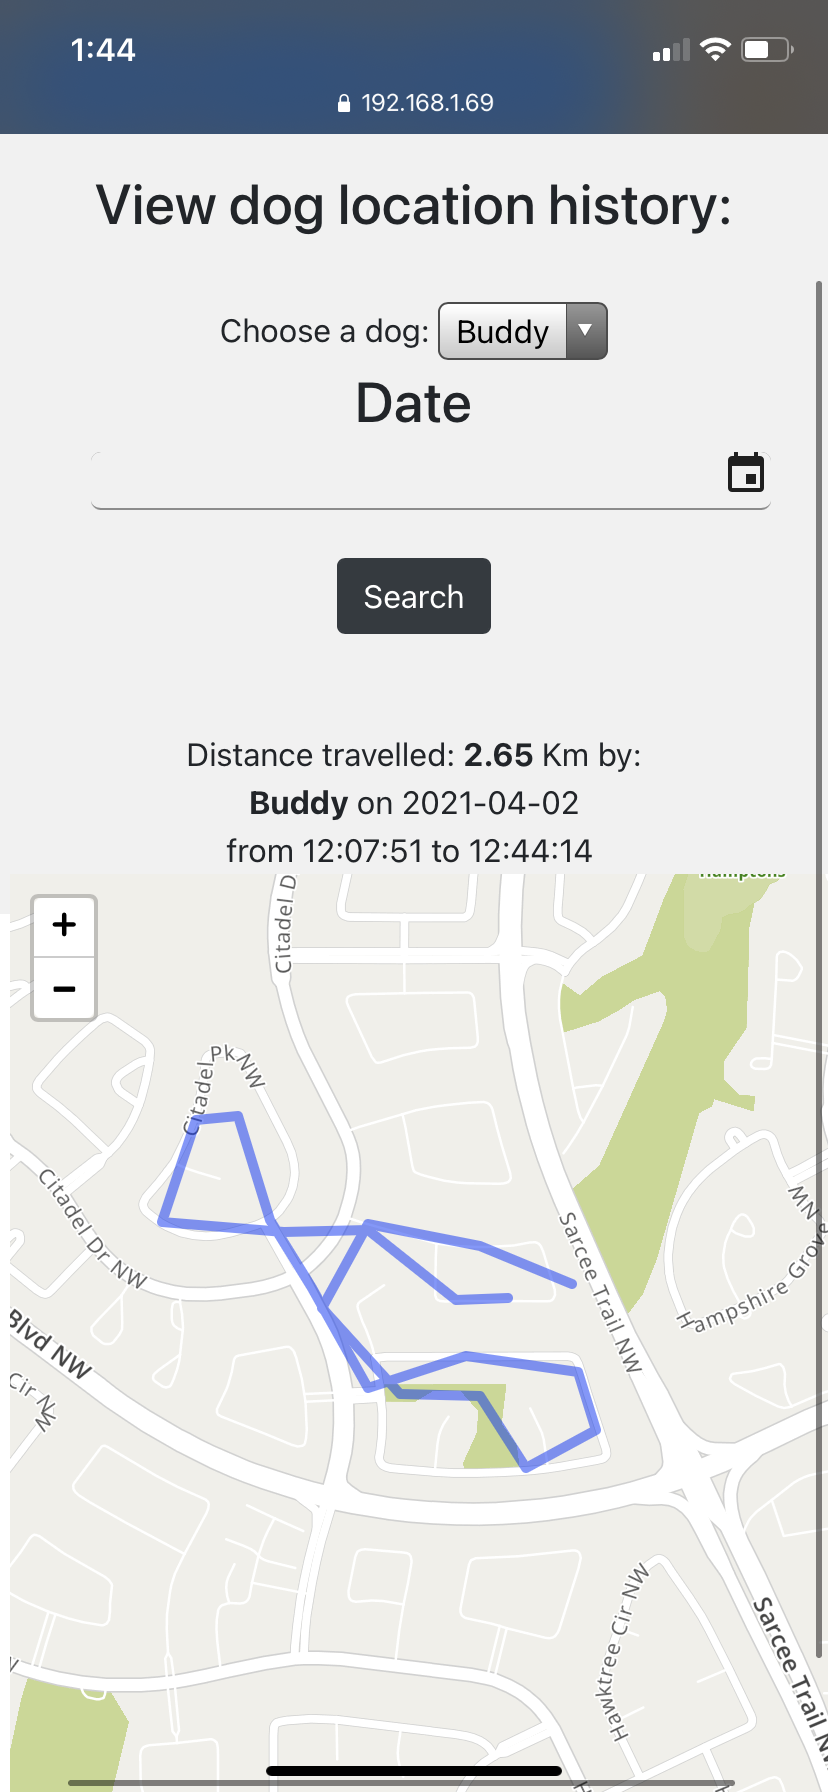 1:44
192.168.1.69
View dog location history:
Choose a dog: Buddy
Date
Search
Distance travelled: 2.65 Km by:
Buddy on 2021-04-02
from 12:07:51 to 12:44:14
Hamptons
+
−
Citadel D
Citadel Pk NW
Citadel Dr NW
Sarcee Trail NW
NW
Hampshire Grove
Blvd NW
Cir N
W
Hawktree Cir NW
Sarcee Trail N